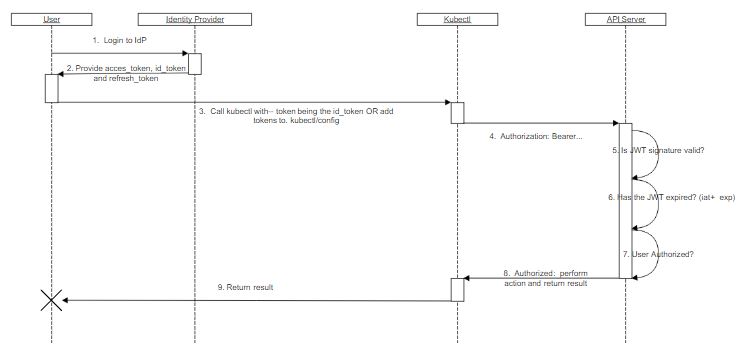 User
Identity Provider
Kubectl
API Server
1. Login to IdP
2. Provide acces_token, id_token
and refresh_token
3. Call kubectl with-- token being the id_token OR add
tokens to. kubectl/config
4. Authorization: Bearer...
5. Is JWT signature valid?
6. Has the JWT expired? (iat+ exp)
7. User Authorized?
8. Authorized: perform
action and return result
9. Return result